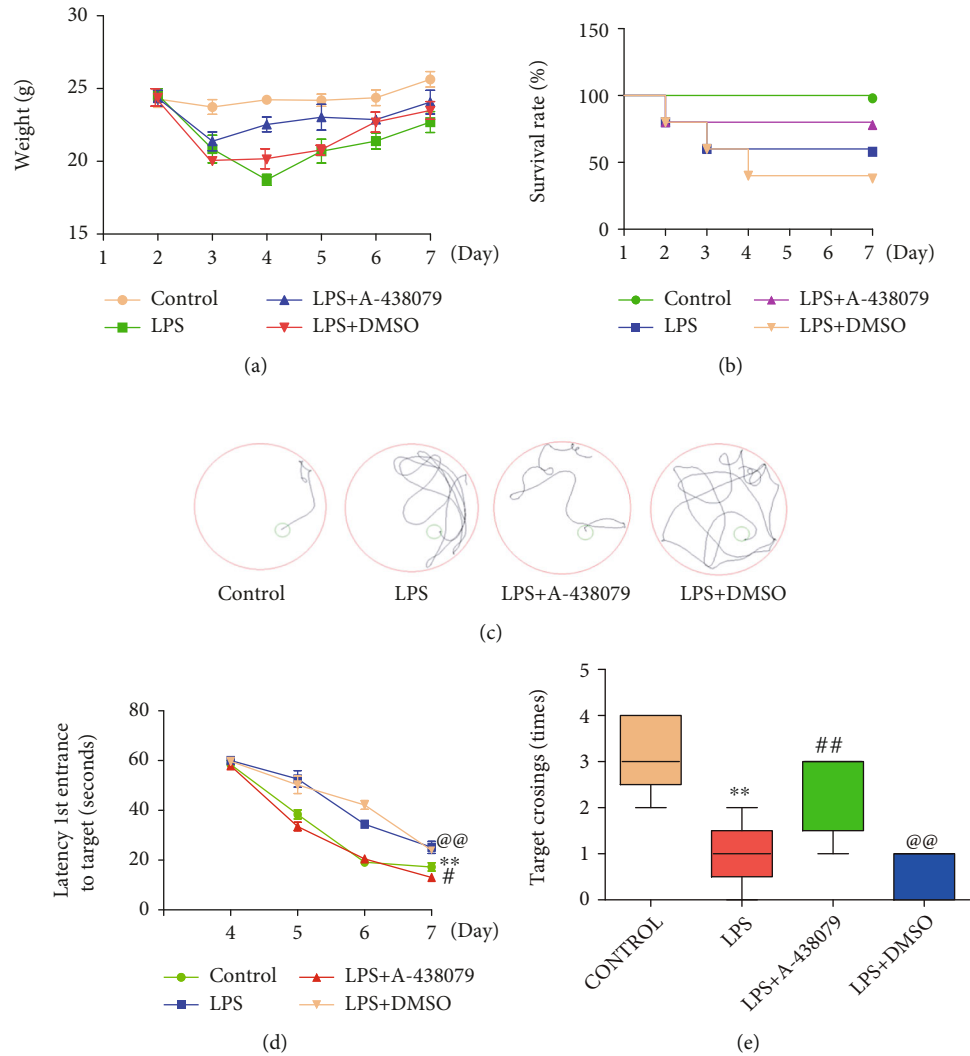 30
25
20
15
Weight (g)
1 2 3 4 5 6 7 (Day)
Control LPS+A-438079
LPS LPS+DMSO
(a)
150
100
50
0
Survival rate (%)
1 2 3 4 5 6 7 (Day)
Control LPS+A-438079
LPS LPS+DMSO
(b)
Control LPS LPS+A-438079 LPS+DMSO
(c)
80
60
40
20
0
Latency 1st entrance
to target (seconds)
@@
**
#
4 5 6 7 (Day)
Control LPS+A-438079
LPS LPS+DMSO
(d)
5
4
3
2
1
0
Target crosings (times)
**
##
@@
CONTROL
LPS
LPS+A-438079
LPS+DMSO
(e)